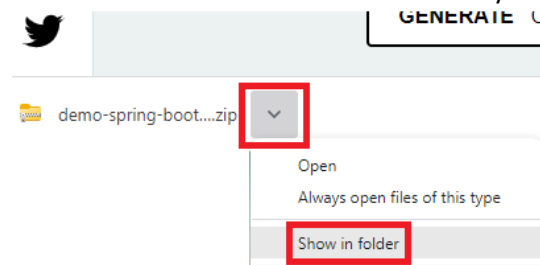 GENERATE
demo-spring-boot....zip
Open
Always open files of this type
Show in folder